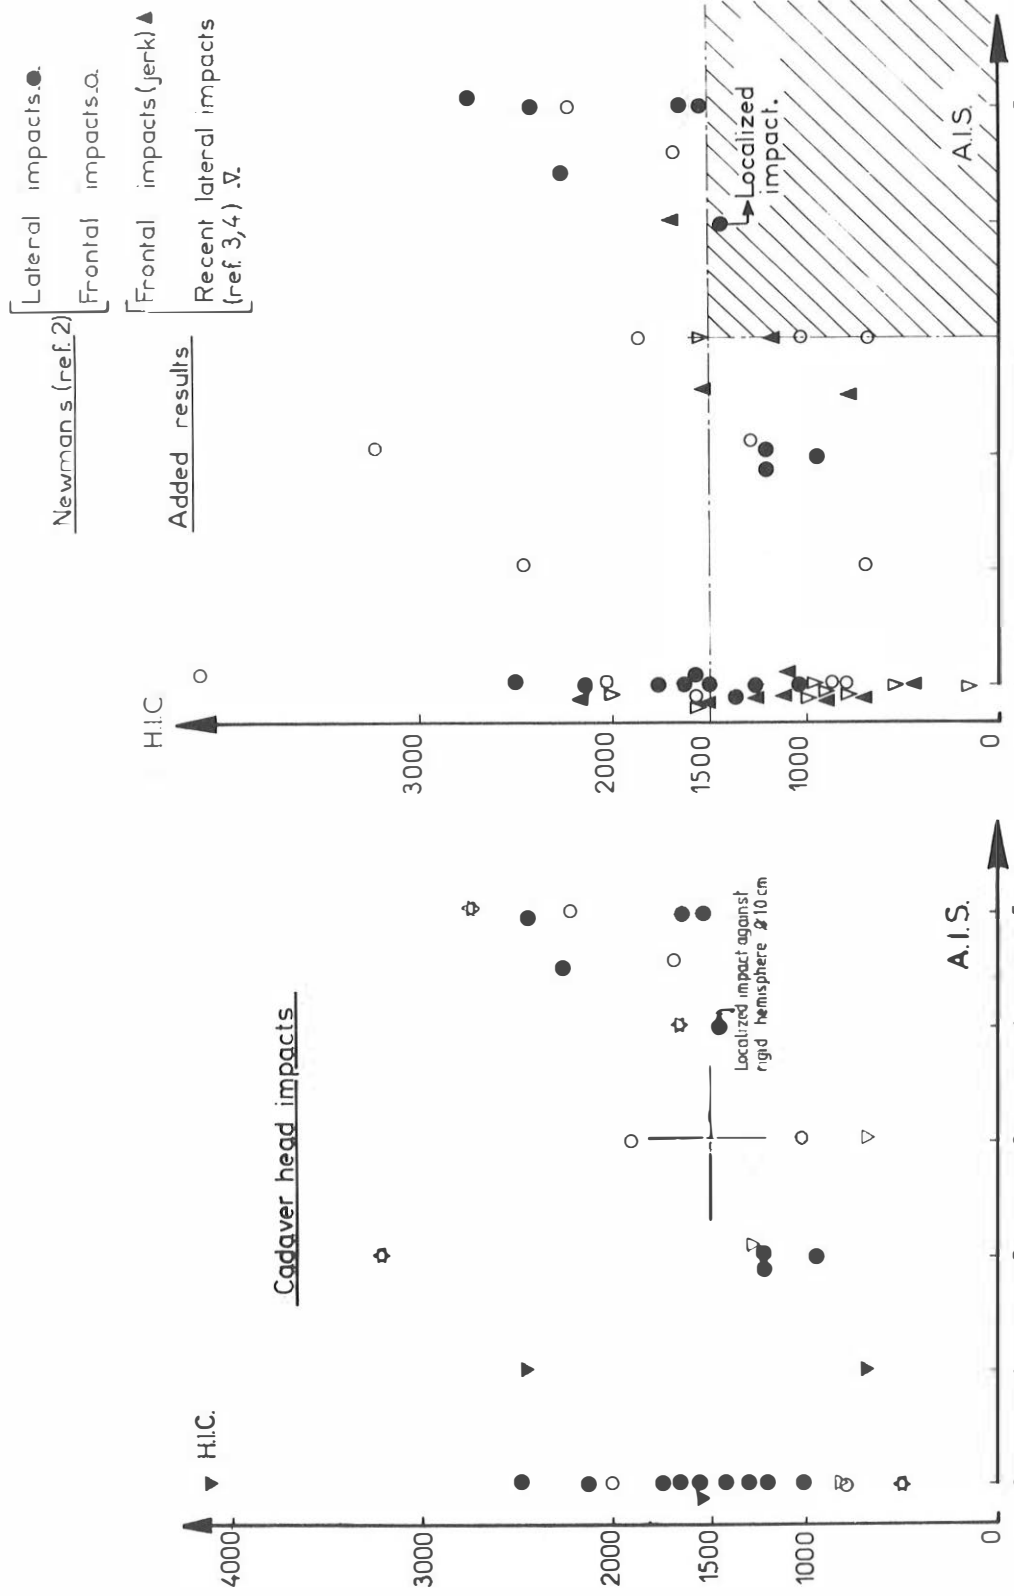 Cadaver head impacts
H.I.C.
4000
3000
2000
1500
1000
0
A.I.S.
Localized impact against
rigid hemisphere ø 10 cm
Newmans (ref. 2)
Lateral impacts
Frontal impacts
Added results
Frontal impacts (jerk)
Recent lateral impacts
(ref. 3,4)
H.I.C
3000
2000
1500
1000
0
A.I.S.
Localized
impact.